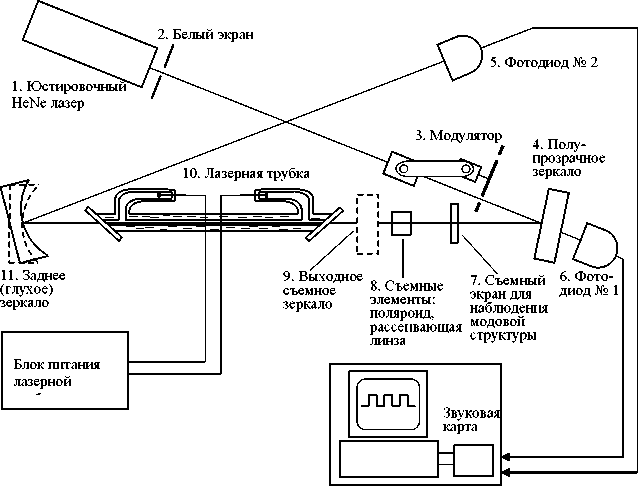 2. Белый экран
1. Юстировочный
HeNe лазер
5. Фотодиод № 2
3. Модулятор
4. Полу-
прозрачное
зеркало
10. Лазерная трубка
11. Заднее
(глухое)
зеркало
9. Выходное
съемное
зеркало
8. Съемные
элементы:
поляроид,
рассеивающая
линза
7. Съемный
экран для
наблюдения
модовой
структуры
6. Фото-
диод № 1
Блок питания
лазерной
Звуковая
карта